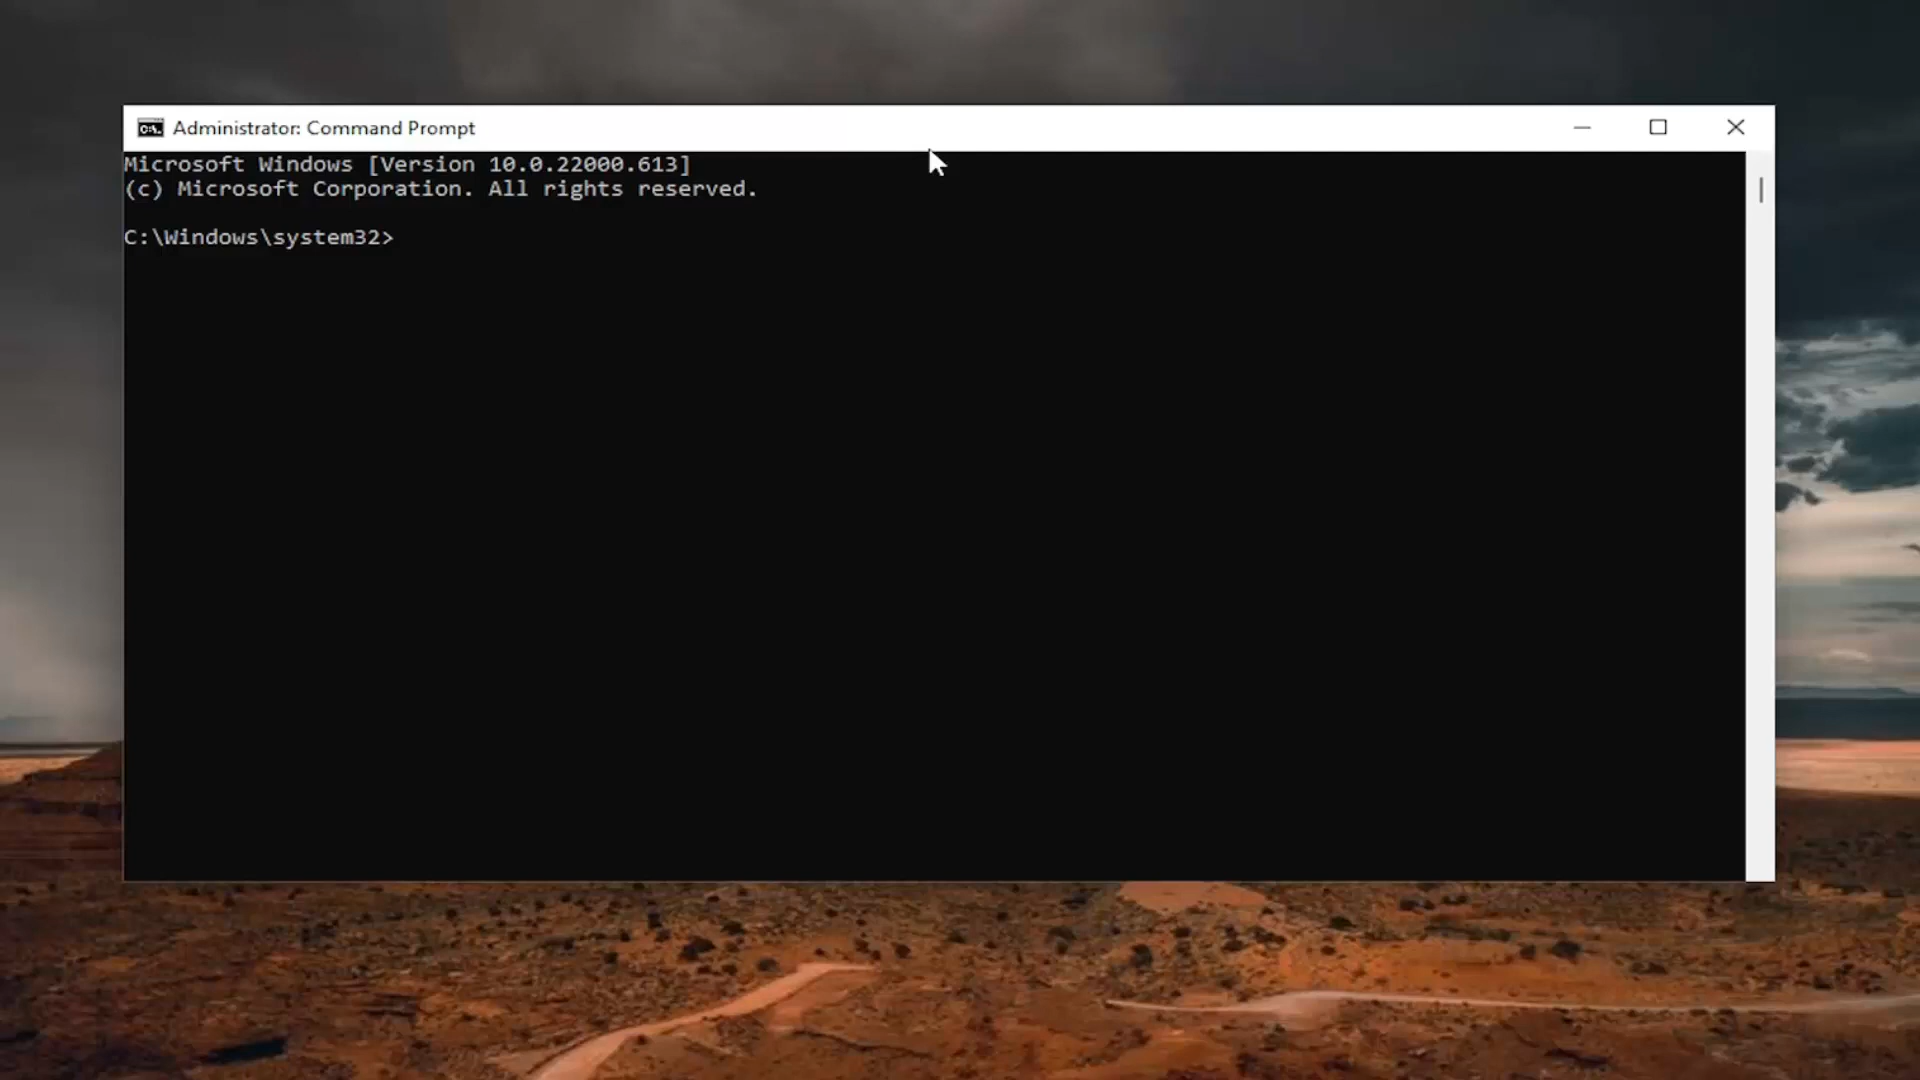 Administrator: Command Prompt
Microsoft Windows [Version 10.0.22000.613]
(c) Microsoft Corporation. All rights reserved.
C:\Windows\system32>